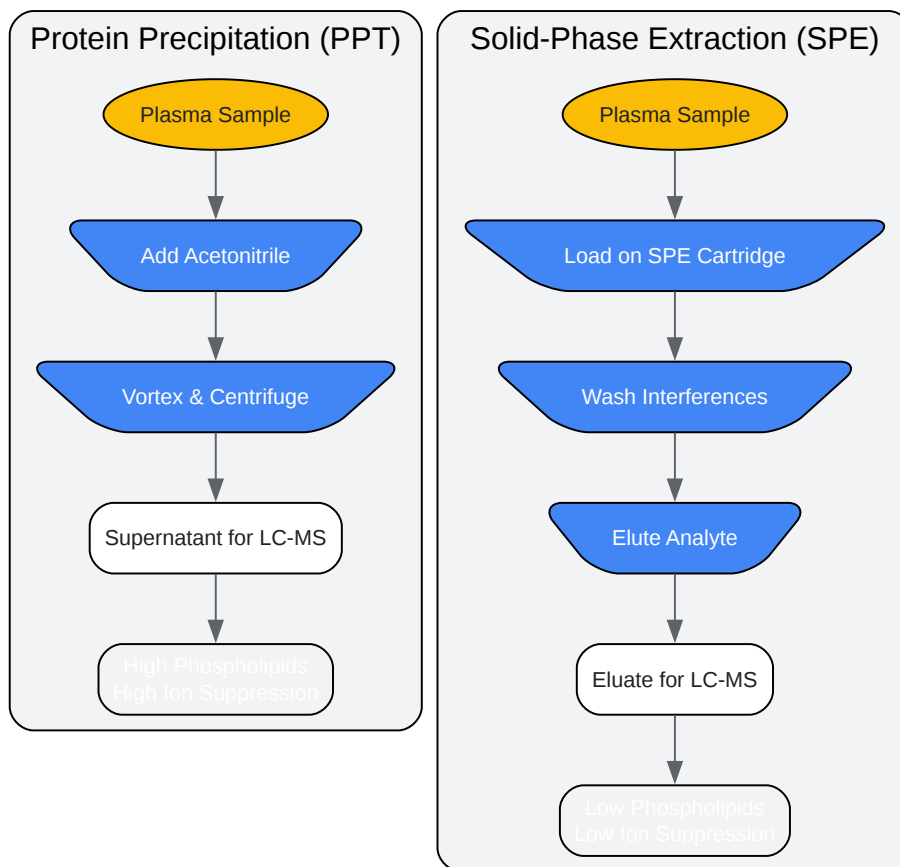 Protein Precipitation (PPT)
Plasma Sample
Add Acetonitrile
Vortex & Centrifuge
Supernatant for LC-MS
High Phospholipids
High Ion Suppression
Solid-Phase Extraction (SPE)
Plasma Sample
Load on SPE Cartridge
Wash Interferences
Elute Analyte
Eluate for LC-MS
Low Phospholipids
Low Ion Suppression